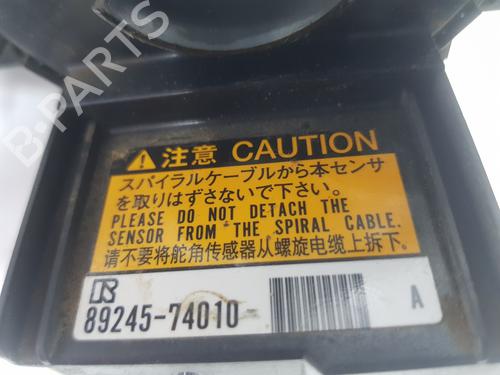 注意 CAUTION
スパイラルケーブルから本センサ
を取りはずさないで下さい。
PLEASE DO NOT DETACH THE
SENSOR FROM THE SPIRAL CABLE.
请不要将舵角传感器从螺旋电缆上拆下。
89245-74010
A
B-PARTS